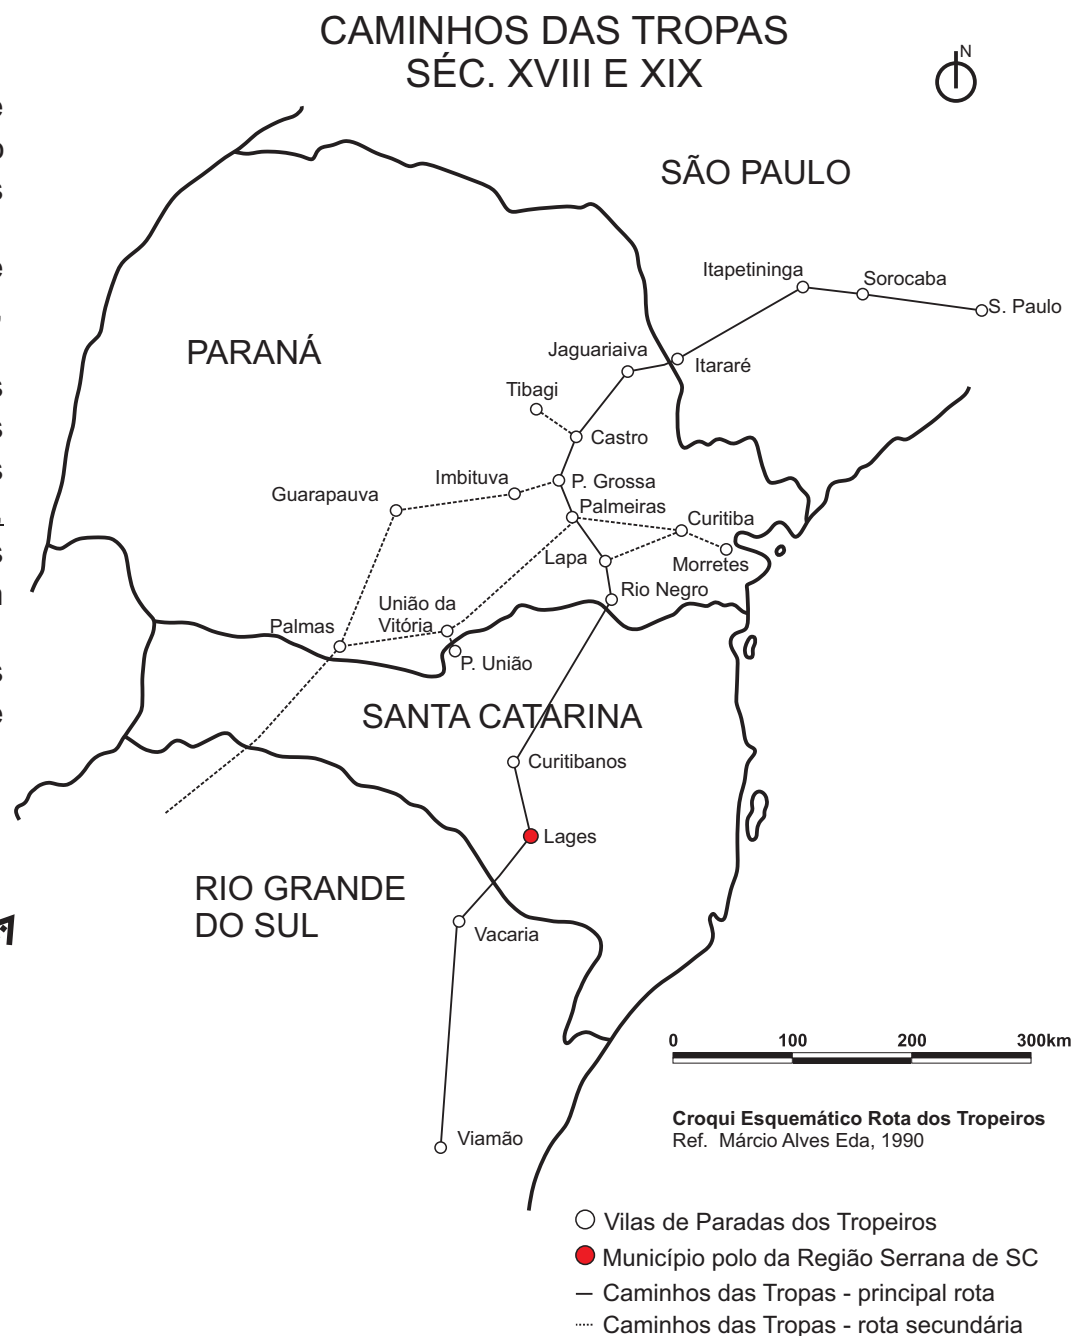 CAMINHOS DAS TROPAS
SÉC. XVIII E XIX
N
SÃO PAULO
Itapetininga
Sorocaba
S. Paulo
PARANÁ
Jaguariaiva
Itararé
Tibagi
Castro
Imbituva
P. Grossa
Guarapauva
Palmeiras
Curitiba
Lapa
Morretes
Rio Negro
União da
Vitória
Palmas
P. União
SANTA CATARINA
Curitibanos
Lages
RIO GRANDE
DO SUL
Vacaria
Viamão
0 100 200 300km
Croqui Esquemático Rota dos Tropeiros
Ref. Márcio Alves Eda, 1990
Vilas de Paradas dos Tropeiros
Município polo da Região Serrana de SC
Caminhos das Tropas - principal rota
Caminhos das Tropas - rota secundária